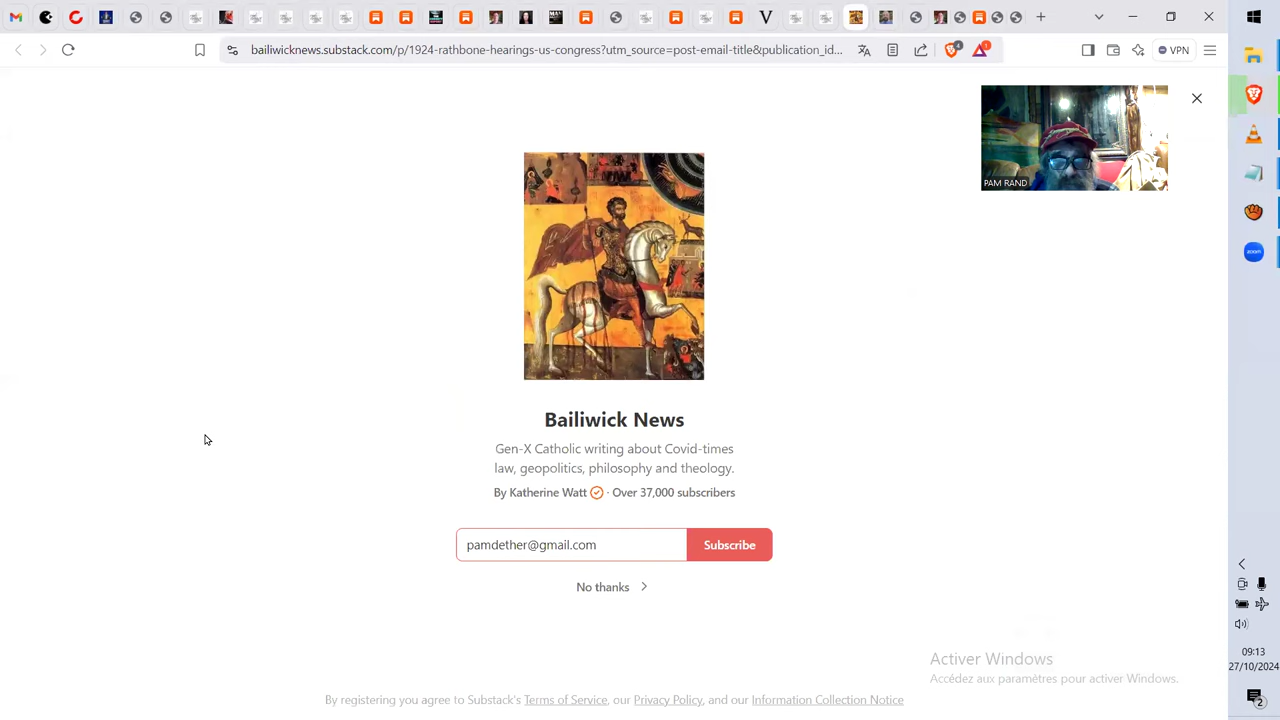 bailiwicknews.substack.com/p/1924-rathbone-hearings-us-congress?utm_source=post-email-title&publication_id...
VPN
PAM RAND
Bailiwick News
Gen-X Catholic writing about Covid-times
law, geopolitics, philosophy and theology.
By Katherine Watt · Over 37,000 subscribers
pamdether@gmail.com
Subscribe
No thanks
Activer Windows
Accédez aux paramètres pour activer Windows.
By registering you agree to Substack's Terms of Service, our Privacy Policy, and our Information Collection Notice
zoom
09:13
27/10/2024
2